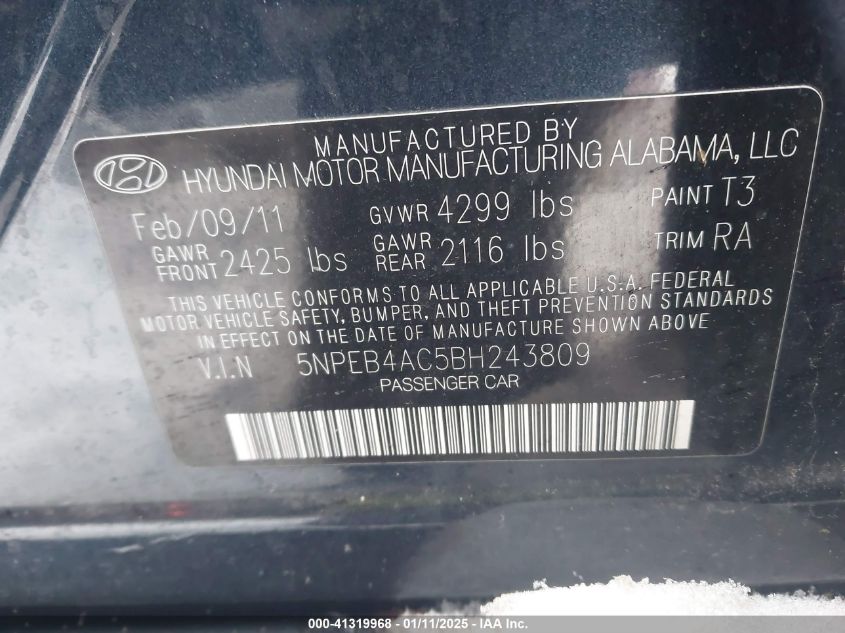 MANUFACTURED BY
HYUNDAI MOTOR MANUFACTURING ALABAMA, LLC
Feb/09/11 GVWR 4299 lbs PAINT T3
GAWR FRONT 2425 lbs GAWR REAR 2116 lbs TRIM RA
THIS VEHICLE CONFORMS TO ALL APPLICABLE U.S.A. FEDERAL
MOTOR VEHICLE SAFETY, BUMPER, AND THEFT PREVENTION STANDARDS
IN EFFECT ON THE DATE OF MANUFACTURE SHOWN ABOVE
V.I.N 5NPEB4AC5BH243809
PASSENGER CAR
000-41319968 - 01/11/2025 - IAA Inc.